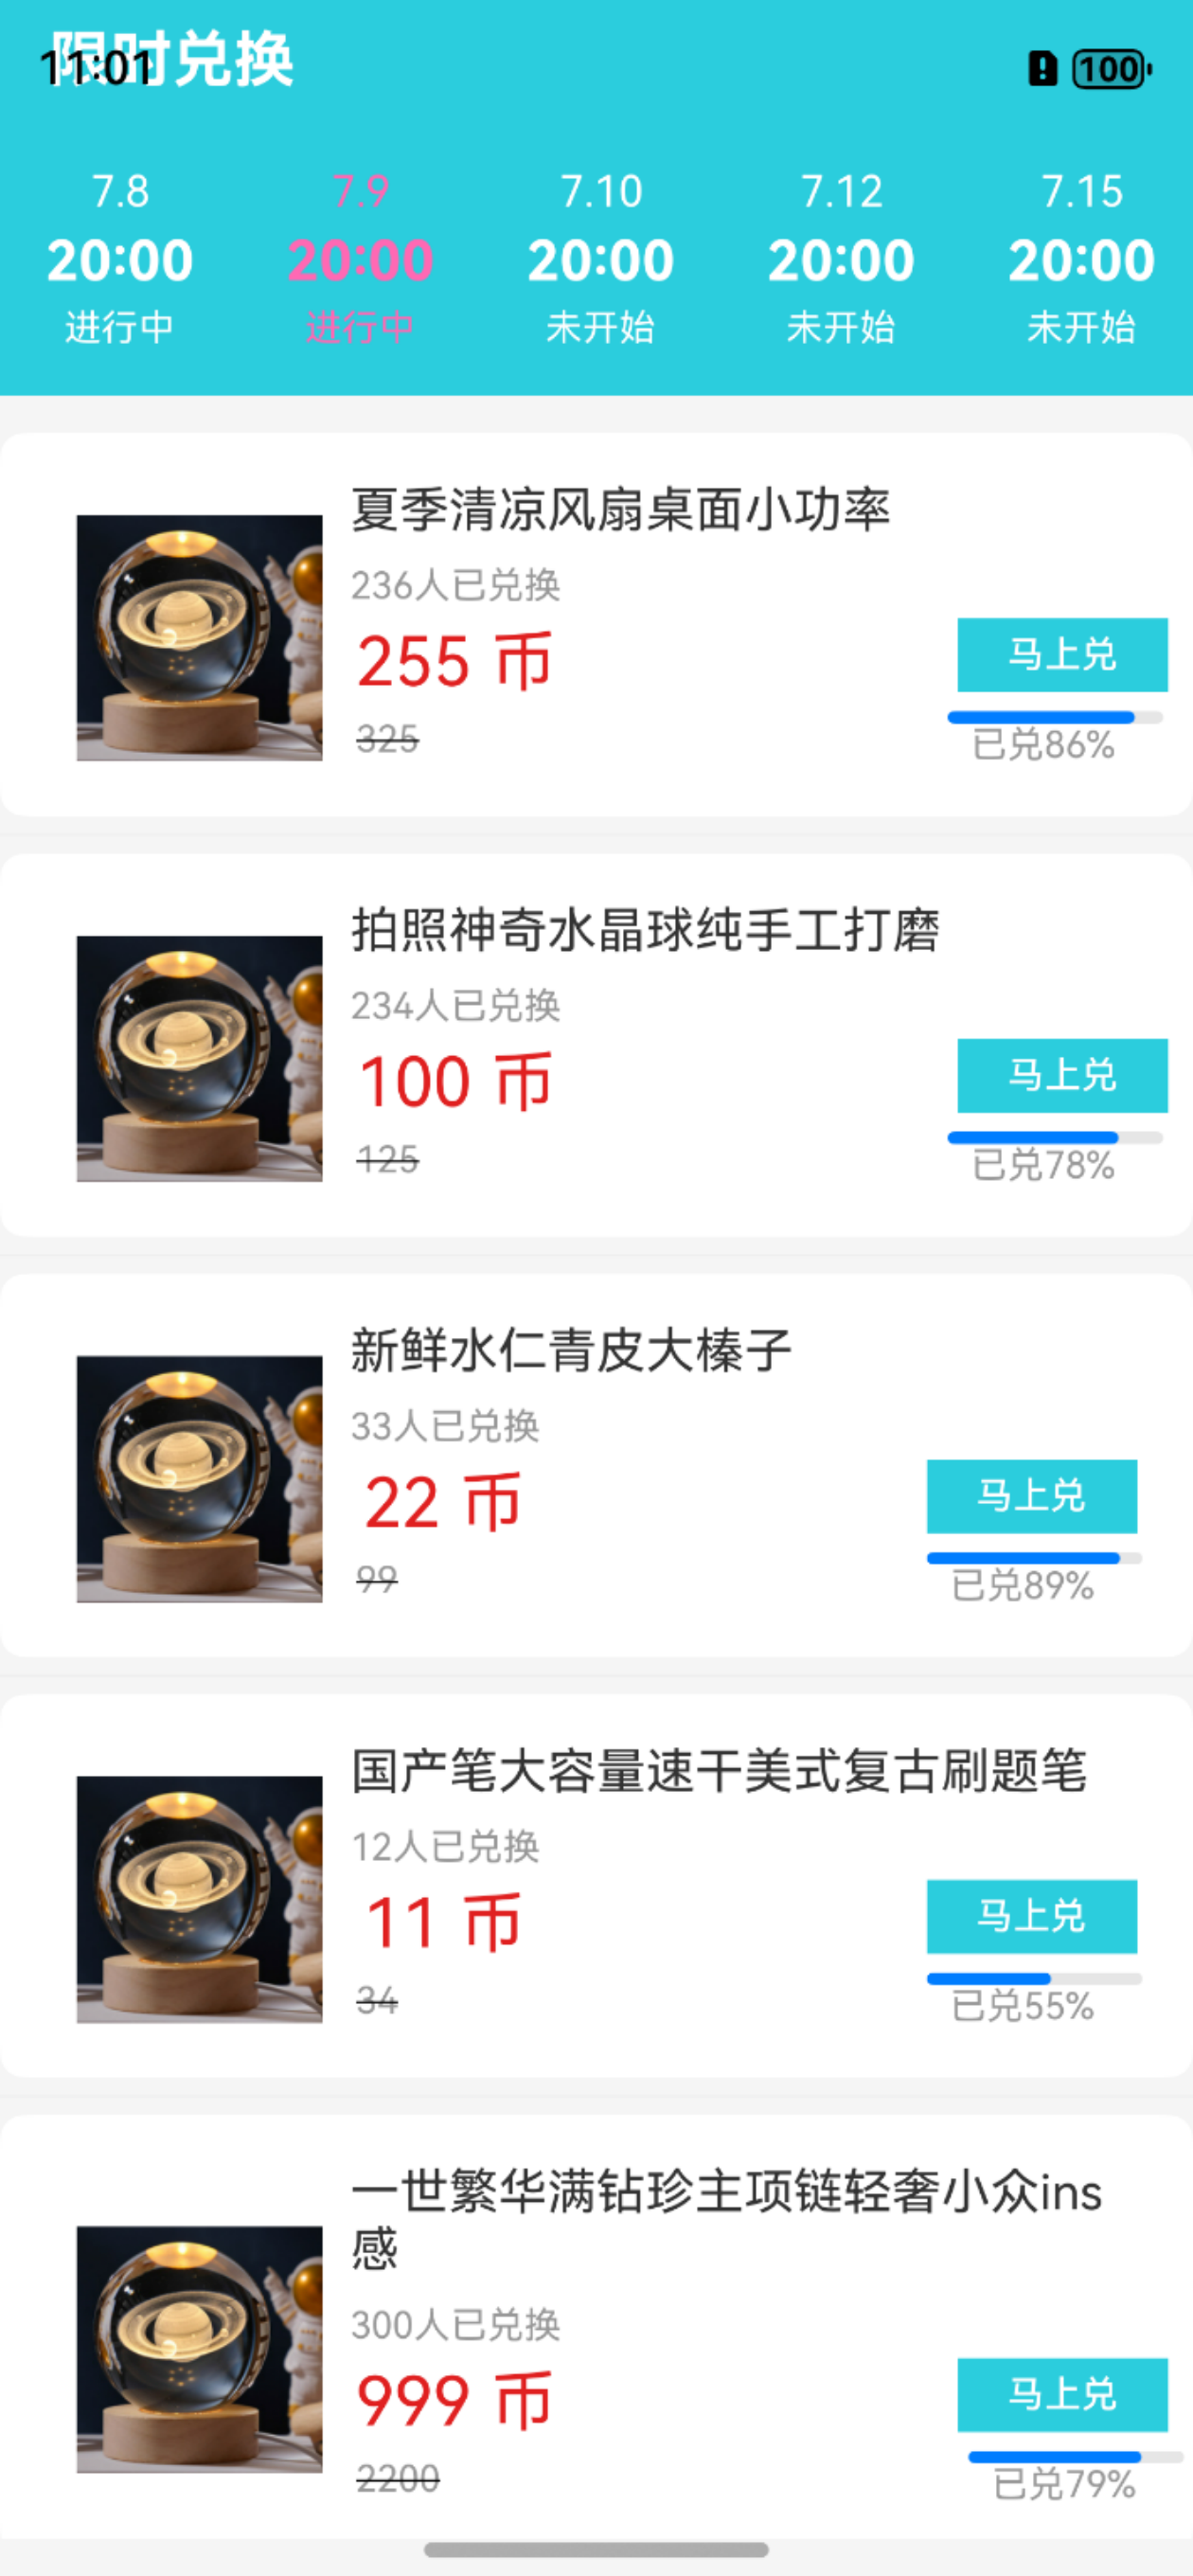 限时兑换
11:01
100
7.8 7.9 7.10 7.12 7.15
20:00 20:00 20:00 20:00 20:00
进行中 进行中 未开始 未开始 未开始
夏季清凉风扇桌面小功率
236人已兑换
255 币
马上兑
325
已兑86%
拍照神奇水晶球纯手工打磨
234人已兑换
100 币
马上兑
125
已兑78%
新鲜水仁青皮大榛子
33人已兑换
22 币
马上兑
99
已兑89%
国产笔大容量速干美式复古刷题笔
12人已兑换
11 币
马上兑
34
已兑55%
一世繁华满钻珍主项链轻奢小众ins
感
300人已兑换
999 币
马上兑
2200
已兑79%